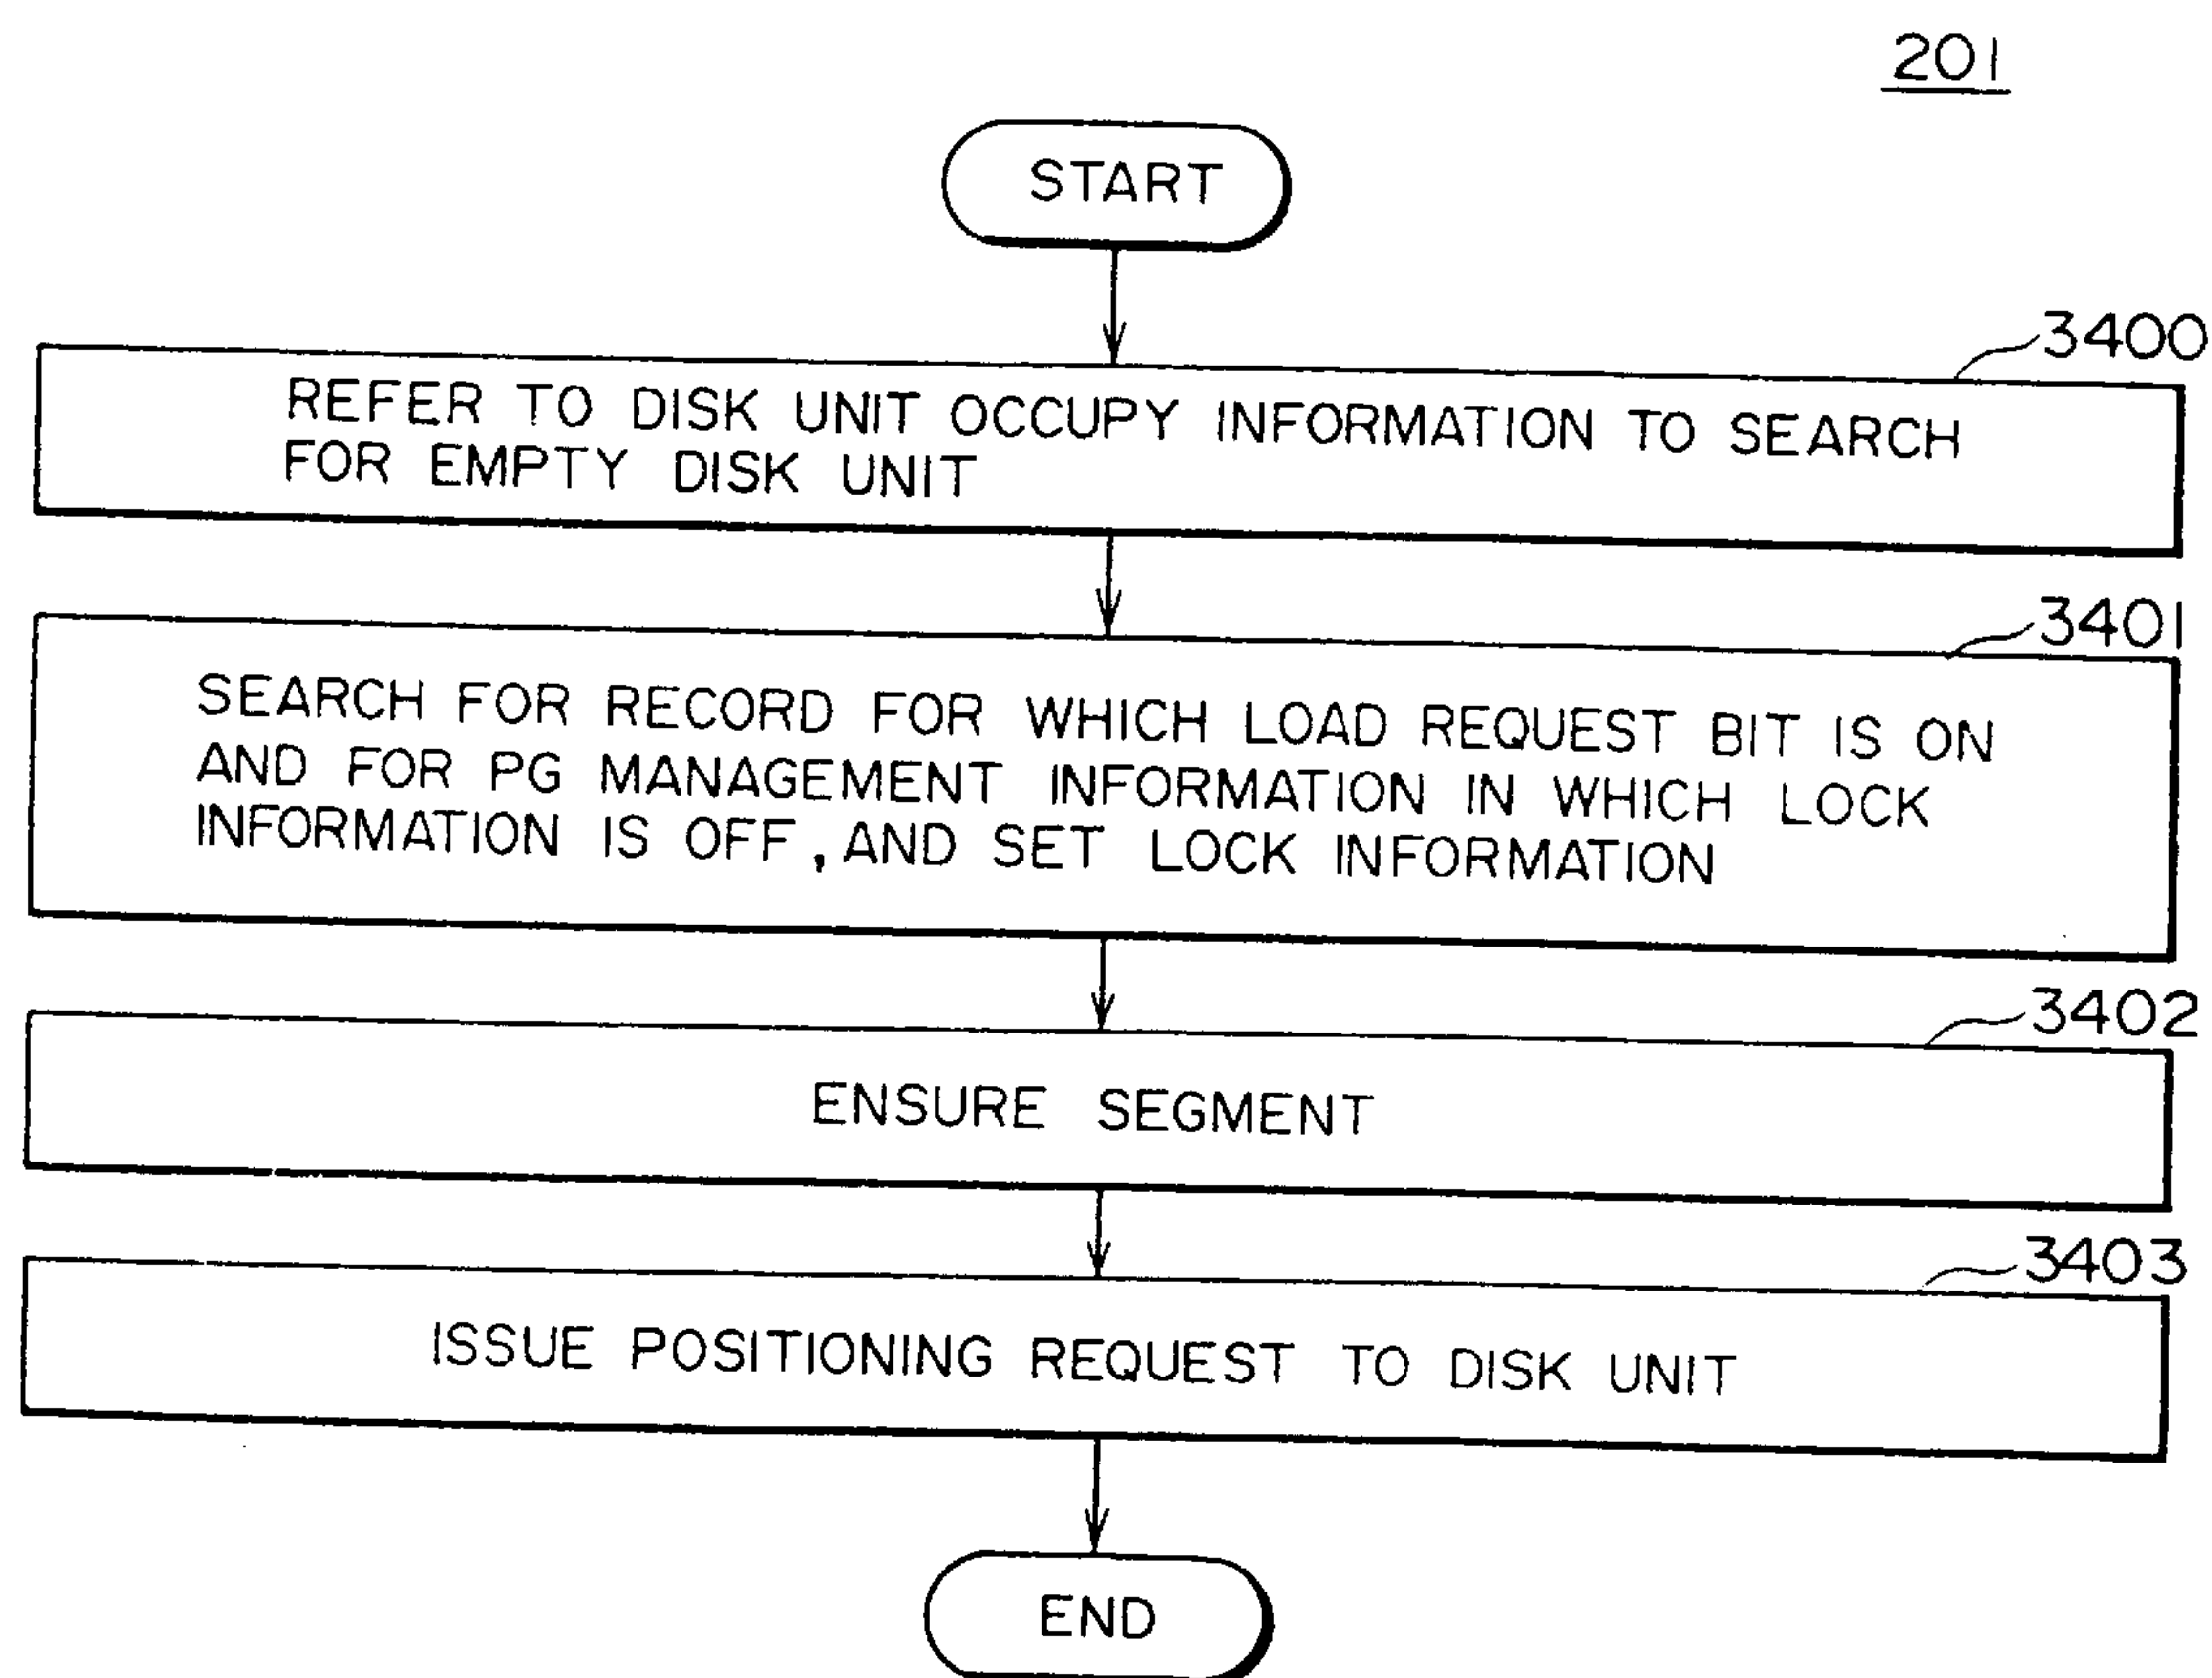 201
START
3400
REFER TO DISK UNIT OCCUPY INFORMATION TO SEARCH
FOR EMPTY DISK UNIT
3401
SEARCH FOR RECORD FOR WHICH LOAD REQUEST BIT IS ON
AND FOR PG MANAGEMENT INFORMATION IN WHICH LOCK
INFORMATION IS OFF, AND SET LOCK INFORMATION
3402
ENSURE SEGMENT
3403
ISSUE POSITIONING REQUEST TO DISK UNIT
END